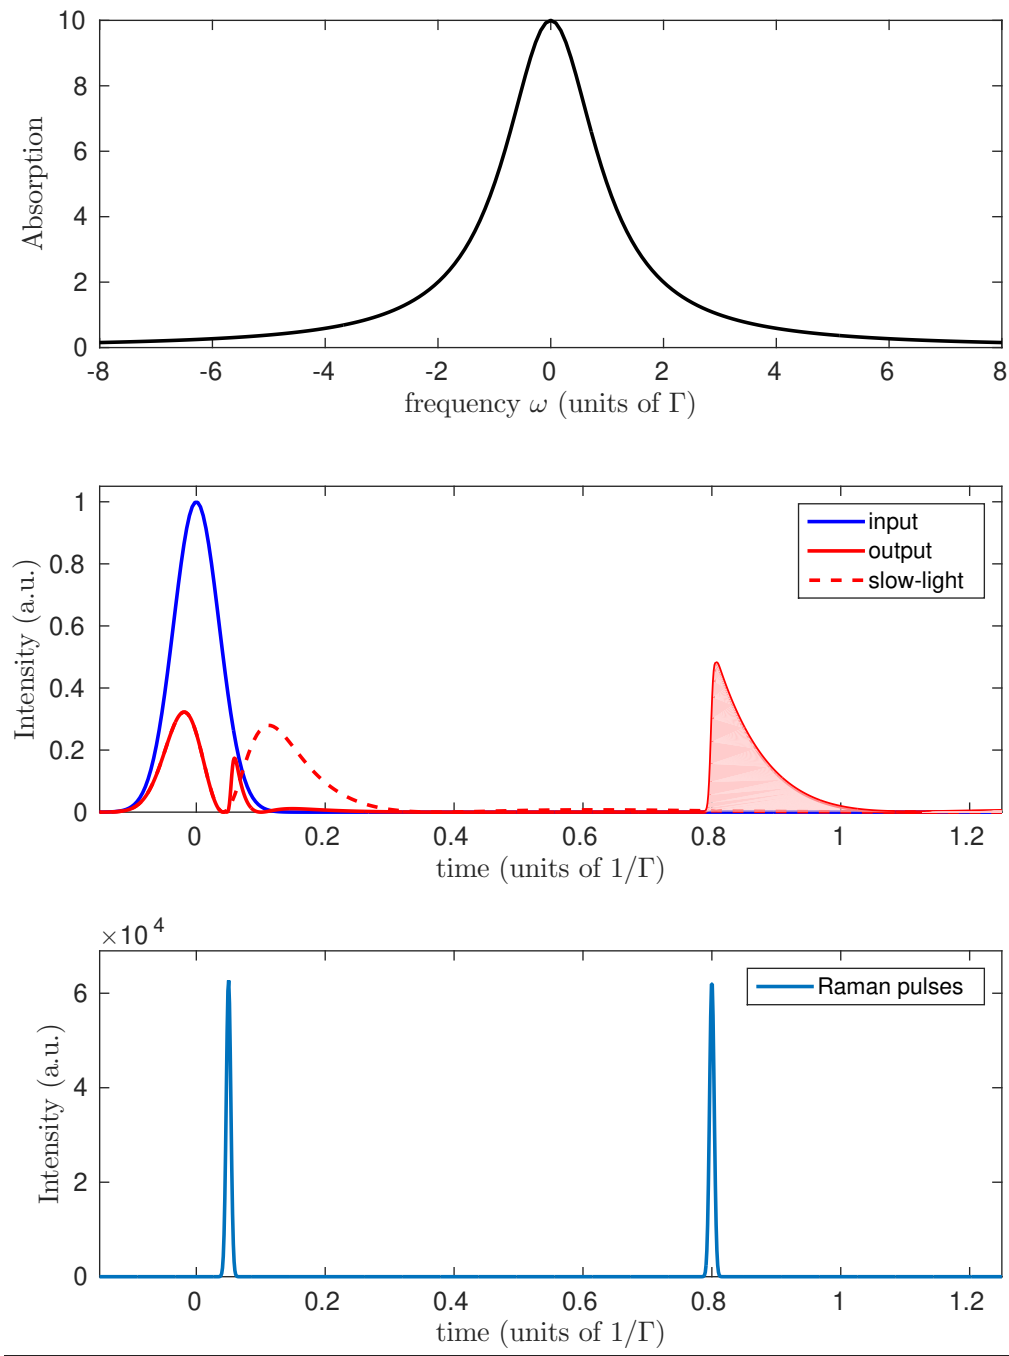 10
8
6
4
2
0
Absorption
-8 -6 -4 -2 0 2 4 6 8
frequency ω (units of Γ)
1
0.8
0.6
0.4
0.2
0
Intensity (a.u.)
input
output
slow-light
0 0.2 0.4 0.6 0.8 1 1.2
time (units of 1/Γ)
×10⁴
6
4
2
0
Intensity (a.u.)
Raman pulses
0 0.2 0.4 0.6 0.8 1 1.2
time (units of 1/Γ)